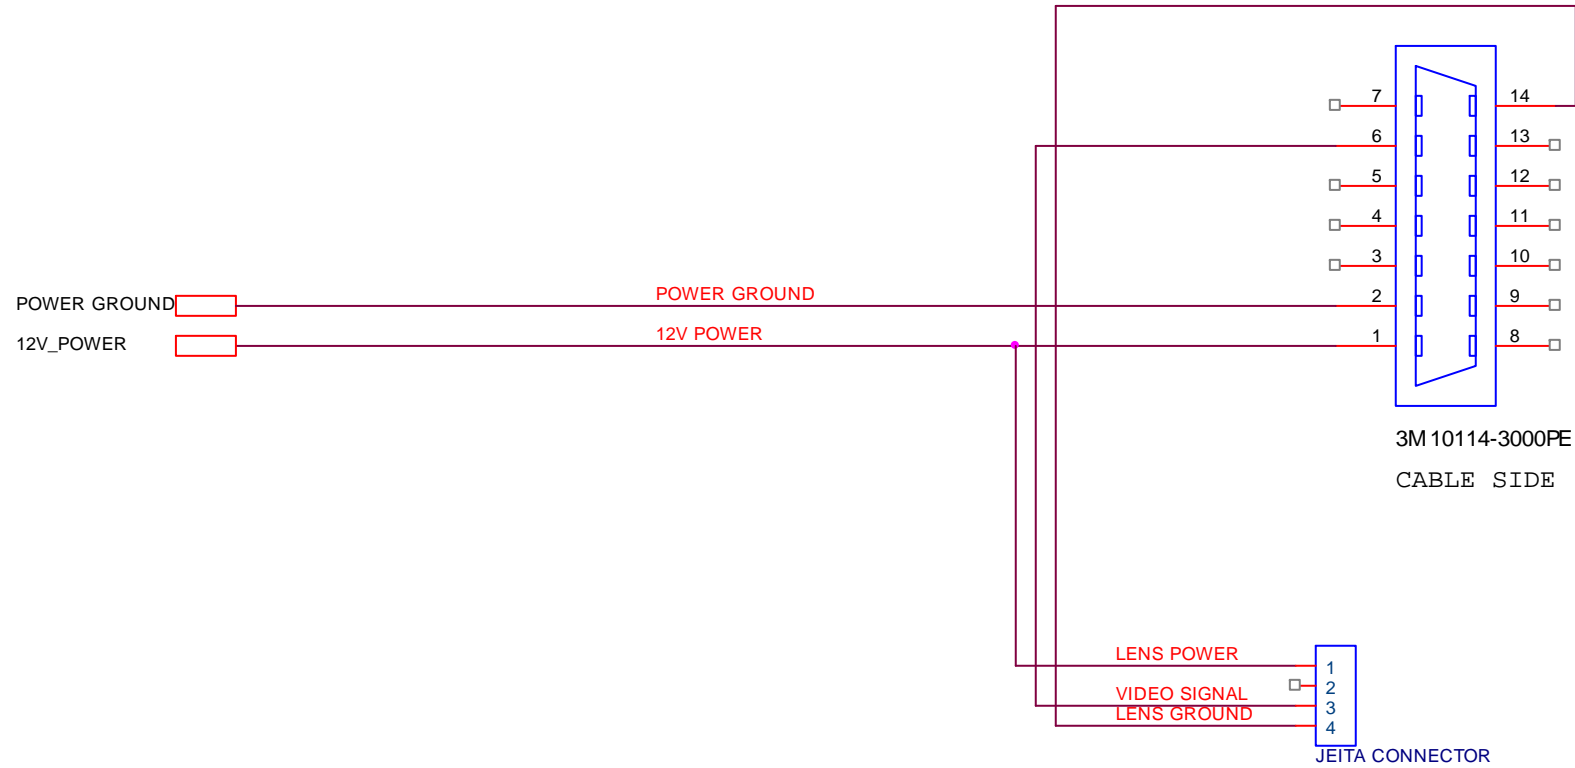 7 14
6 13
5 12
4 11
3 10
POWER GROUND POWER GROUND 2 9
12V_POWER 12V POWER 1 8
3M 10114-3000PE
CABLE SIDE
LENS POWER 1
2
VIDEO SIGNAL 3
LENS GROUND 4
JEITA CONNECTOR